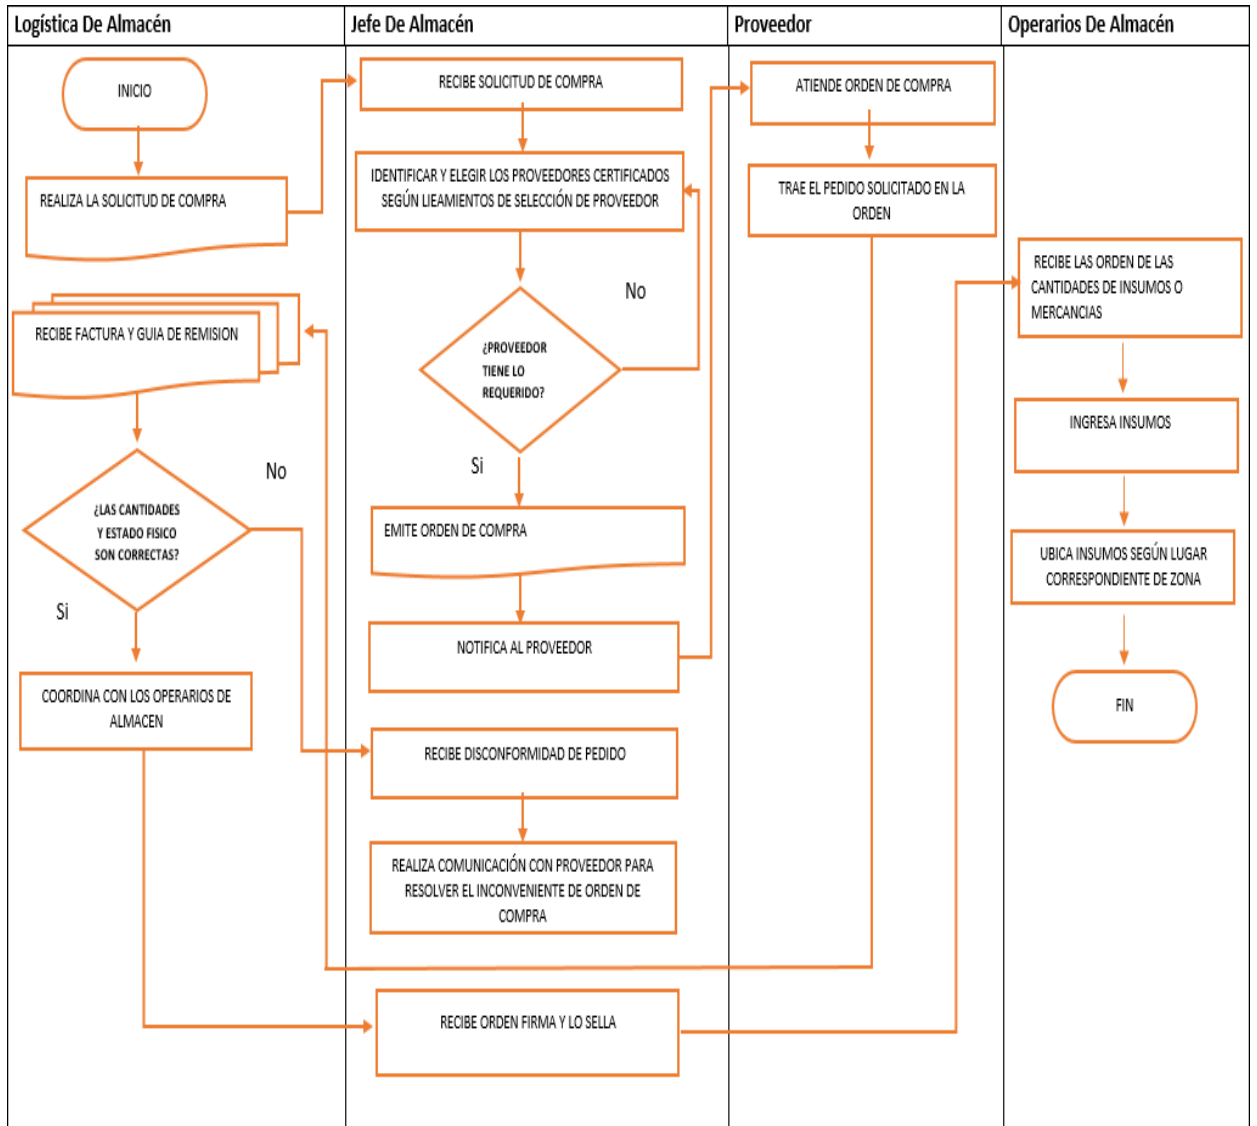 Logística De Almacén
Jefe De Almacén
Proveedor
Operarios De Almacén
INICIO
REALIZA LA SOLICITUD DE COMPRA
RECIBE FACTURA Y GUIA DE REMISION
¿LAS CANTIDADES
Y ESTADO FISICO
SON CORRECTAS?
No
Si
COORDINA CON LOS OPERARIOS DE
ALMACEN
RECIBE SOLICITUD DE COMPRA
IDENTIFICAR Y ELEGIR LOS PROVEEDORES CERTIFICADOS
SEGÚN LIEAMIENTOS DE SELECCIÓN DE PROVEEDOR
¿PROVEEDOR
TIENE LO
REQUERIDO?
No
Si
EMITE ORDEN DE COMPRA
NOTIFICA AL PROVEEDOR
RECIBE DISCONFORMIDAD DE PEDIDO
REALIZA COMUNICACIÓN CON PROVEEDOR PARA
RESOLVER EL INCONVENIENTE DE ORDEN DE
COMPRA
RECIBE ORDEN FIRMA Y LO SELLA
ATIENDE ORDEN DE COMPRA
TRAE EL PEDIDO SOLICITADO EN LA
ORDEN
RECIBE LAS ORDEN DE LAS
CANTIDADES DE INSUMOS O
MERCANCIAS
INGRESA INSUMOS
UBICA INSUMOS SEGÚN LUGAR
CORRESPONDIENTE DE ZONA
FIN